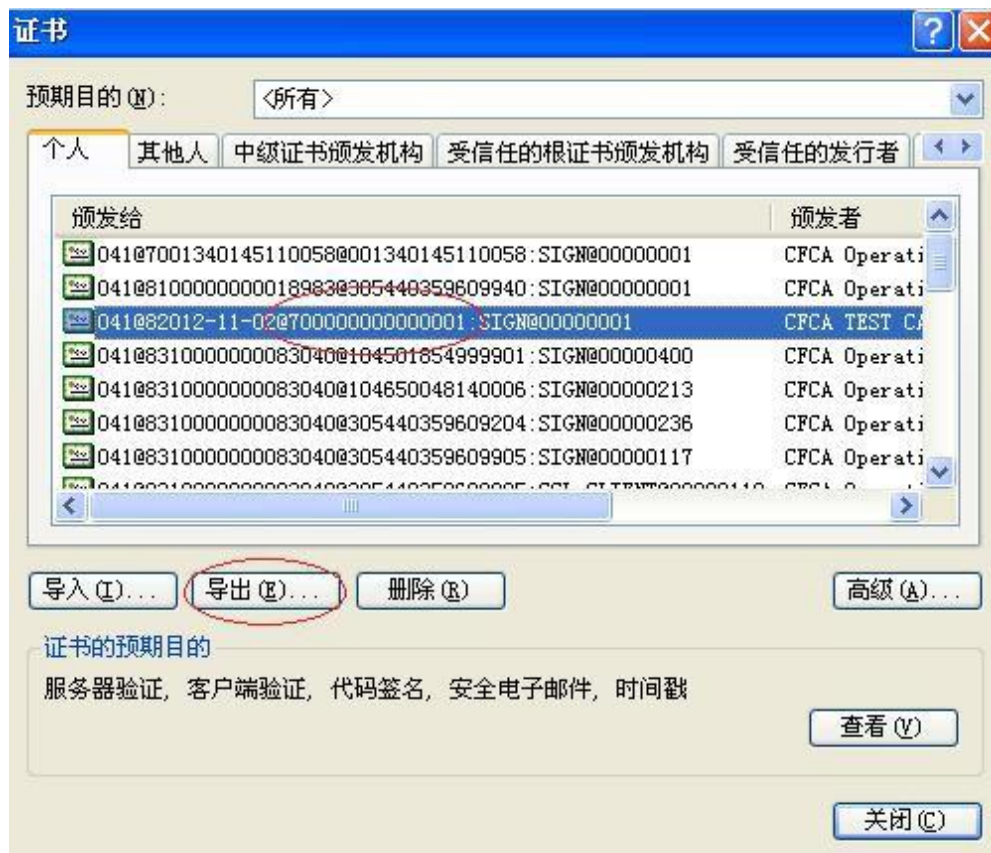 证书
预期目的(N): <所有>
个人 其他人 中级证书颁发机构 受信任的根证书颁发机构 受信任的发行者
颁发给 颁发者
041@7001340145110058@001340145110058:SIGN@00000001 CFCA Operati
041@8100000000018983@305440359609940:SIGN@00000001 CFCA Operati
041@82012-11-02@700000000000001:SIGN@00000001 CFCA TEST CA
041@8310000000083040@104501854999901:SIGN@00000400 CFCA Operati
041@8310000000083040@104650048140006:SIGN@00000213 CFCA Operati
041@8310000000083040@305440359609204:SIGN@00000236 CFCA Operati
041@8310000000083040@305440359609905:SIGN@00000117 CFCA Operati
导入(I)... 导出(E)... 删除(R) 高级(A)...
证书的预期目的
服务器验证, 客户端验证, 代码签名, 安全电子邮件, 时间戳
查看(V)
关闭(C)